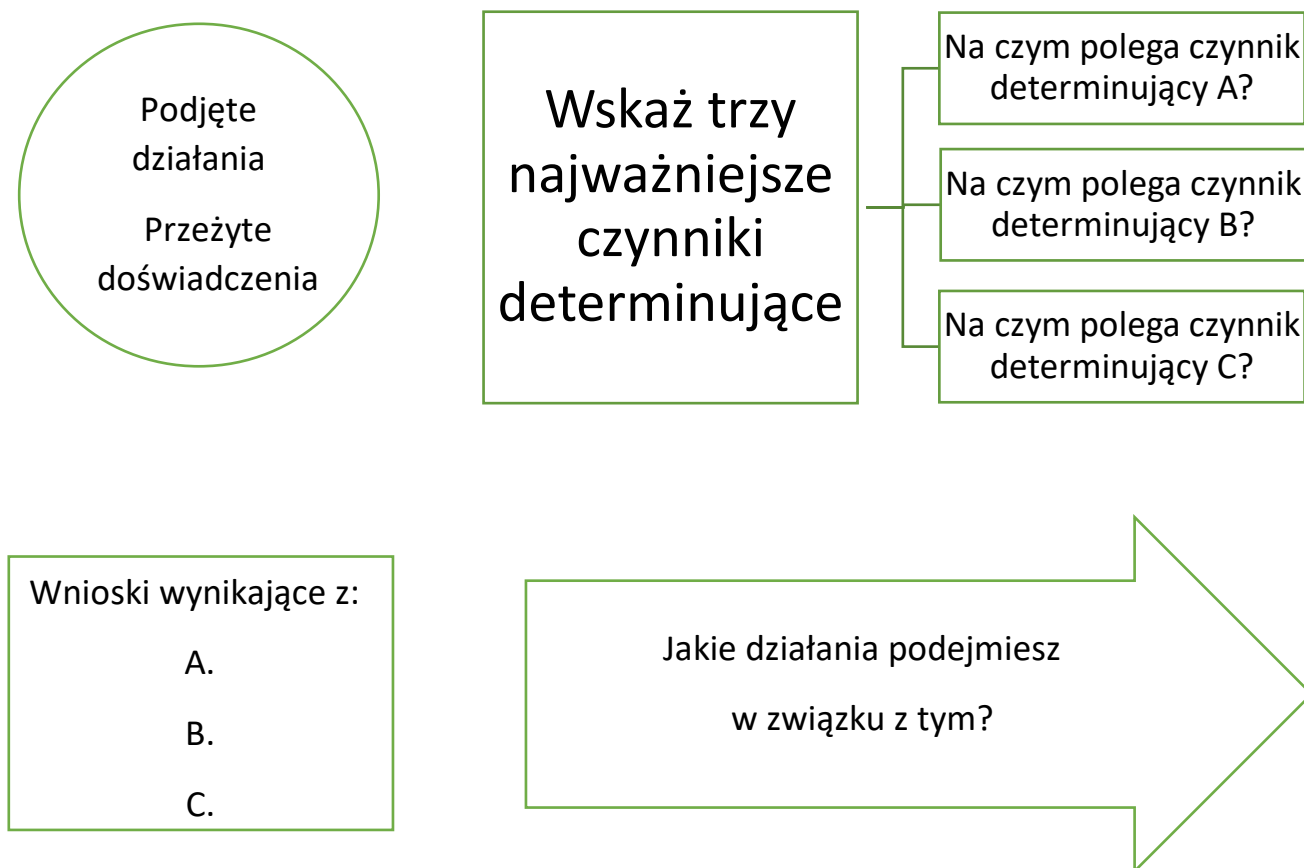 Podjęte
działania
Przeżyte
doświadczenia
Wskaż trzy
najważniejsze
czynniki
determinujące
Na czym polega czynnik
determinujący A?
Na czym polega czynnik
determinujący B?
Na czym polega czynnik
determinujący C?
Wnioski wynikające z:
A.
B.
C.
Jakie działania podejmiesz
w związku z tym?